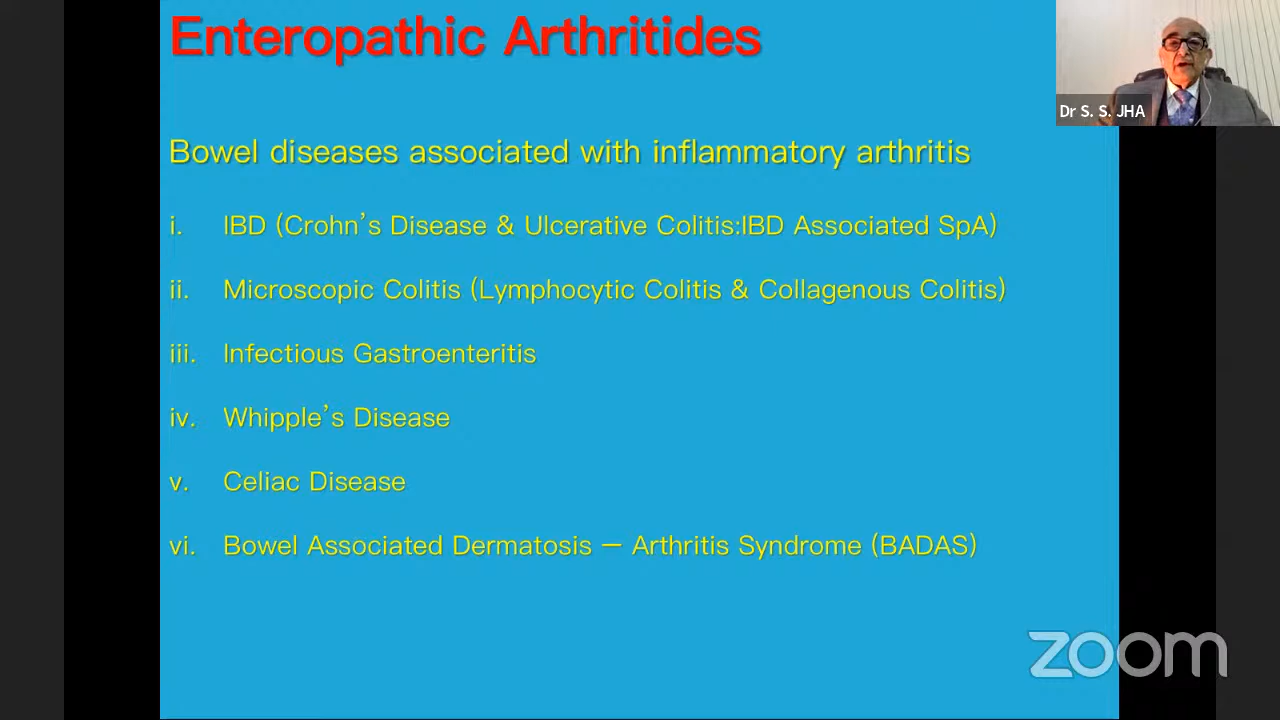 Enteropathic Arthritides
Dr S. S. JHA
Bowel diseases associated with inflammatory arthritis
i. IBD (Crohn's Disease & Ulcerative Colitis:IBD Associated SpA)
ii. Microscopic Colitis (Lymphocytic Colitis & Collagenous Colitis)
iii. Infectious Gastroenteritis
iv. Whipple's Disease
v. Celiac Disease
vi. Bowel Associated Dermatosis – Arthritis Syndrome (BADAS)
zoom